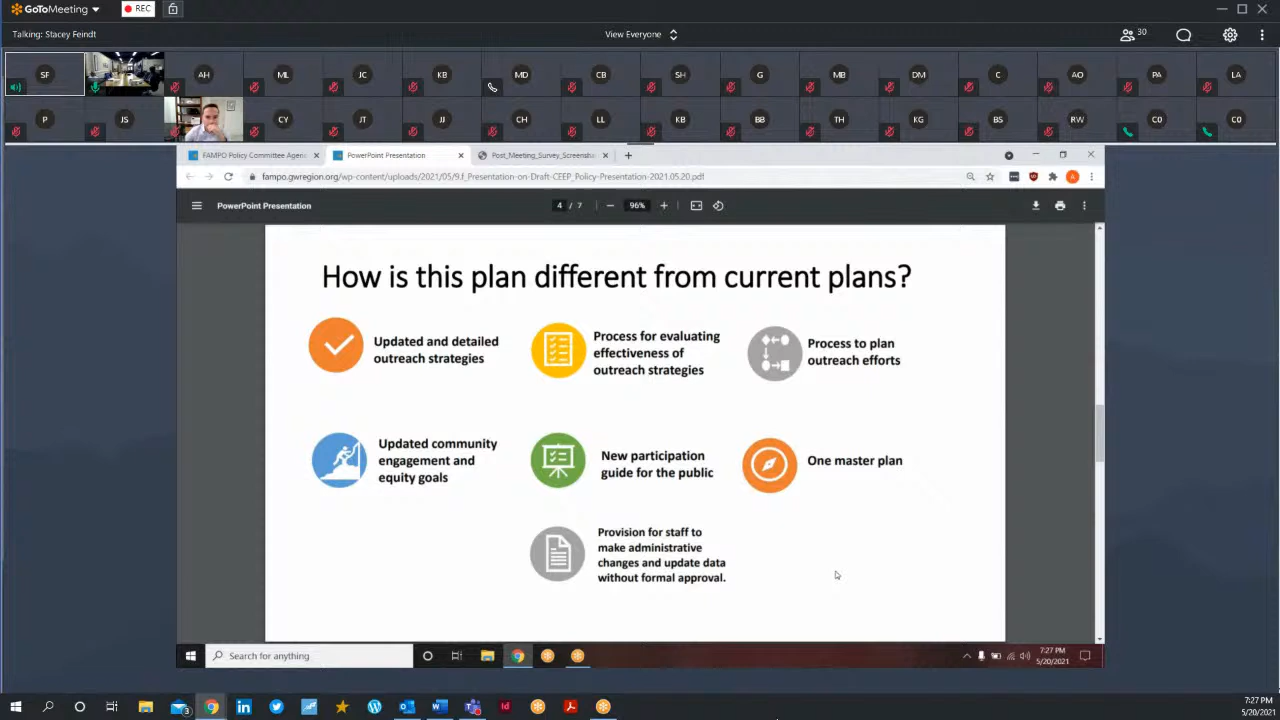 GoToMeeting
REC
Talking: Stacey Feindt
View Everyone
30
SF
AH
ML
JC
KB
MD
CB
SH
G
MB
DM
C
AO
PA
LA
P
JS
CY
JT
JJ
CH
LL
KB
BB
TH
KG
BS
RW
C0
C0
FAMPO Policy Committee Agen
PowerPoint Presentation
Post_Meeting_Survey_Screensh
fampo.gwregion.org/wp-content/uploads/2021/05/9.f_Presentation-on-Draft-CEEP_Policy-Presentation-2021.05.20.pdf
PowerPoint Presentation
4 / 7
96%
How is this plan different from current plans?
Updated and detailed
outreach strategies
Process for evaluating
effectiveness of
outreach strategies
Process to plan
outreach efforts
Updated community
engagement and
equity goals
New participation
guide for the public
One master plan
Provision for staff to
make administrative
changes and update data
without formal approval.
Search for anything
7:27 PM
5/20/2021
7:27 PM
5/20/2021